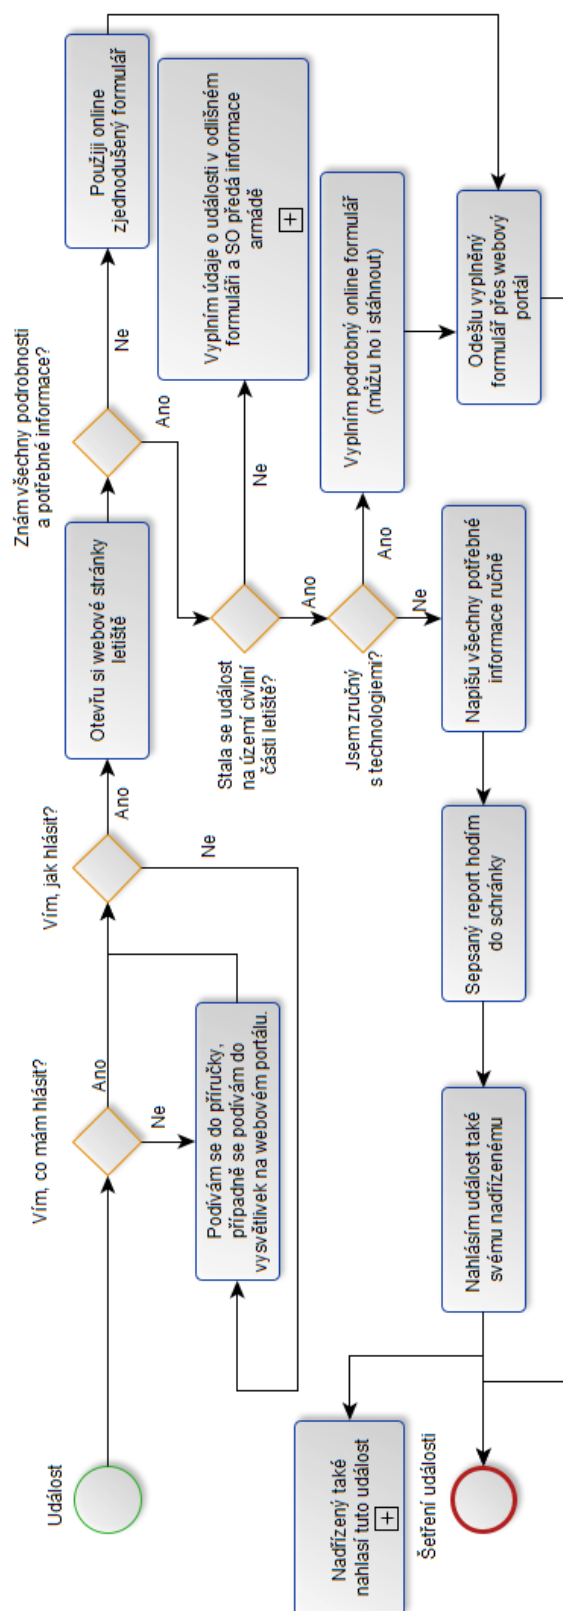 Událost
Vím, co mám hlásit?
Ano
Ne
Podívám se do příručky,
případně se podívám do
vysvětlivek na webovém portálu.
Vím, jak hlásit?
Ano
Ne
Otevřu si webové stránky
letiště
Znám všechny podrobnosti
a potřebné informace?
Ne
Ano
Použiji online
zjednodušený formulář
Stala se událost
na území civilní
části letiště?
Ne
Ano
Vyplním údaje o události v odlišném
formuláři a SO předá informace
armádě
Jsem zručný
s technologiemi?
Ano
Ne
Vyplním podrobný online formulář
(můžu ho i stáhnout)
Odešlu vyplněný
formulář přes webový
portál
Napíšu všechny potřebné
informace ručně
Sepsaný report hodím
do schránky
Nahlásím událost také
svému nadřízenému
Nadřízený také
nahlasí tuto událost
Šetření události